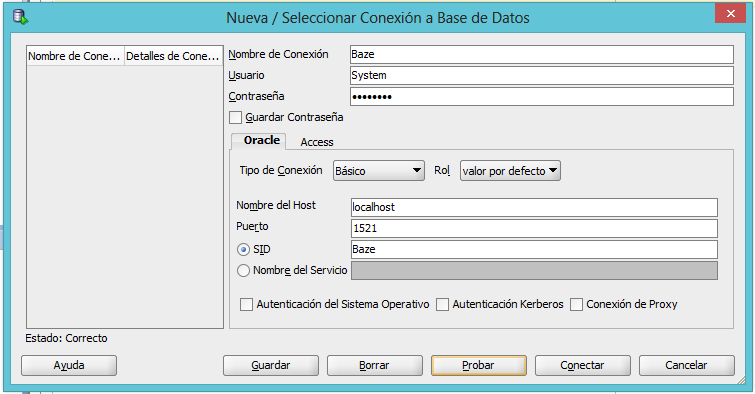 Nueva / Seleccionar Conexión a Base de Datos
Nombre de Cone... Detalles de Cone...
Nombre de Conexión Baze
Usuario System
Contraseña ••••••••
Guardar Contraseña
Oracle Access
Tipo de Conexión Básico Rol valor por defecto
Nombre del Host localhost
Puerto 1521
SID Baze
Nombre del Servicio
Autenticación del Sistema Operativo Autenticación Kerberos Conexión de Proxy
Estado: Correcto
Ayuda Guardar Borrar Probar Conectar Cancelar